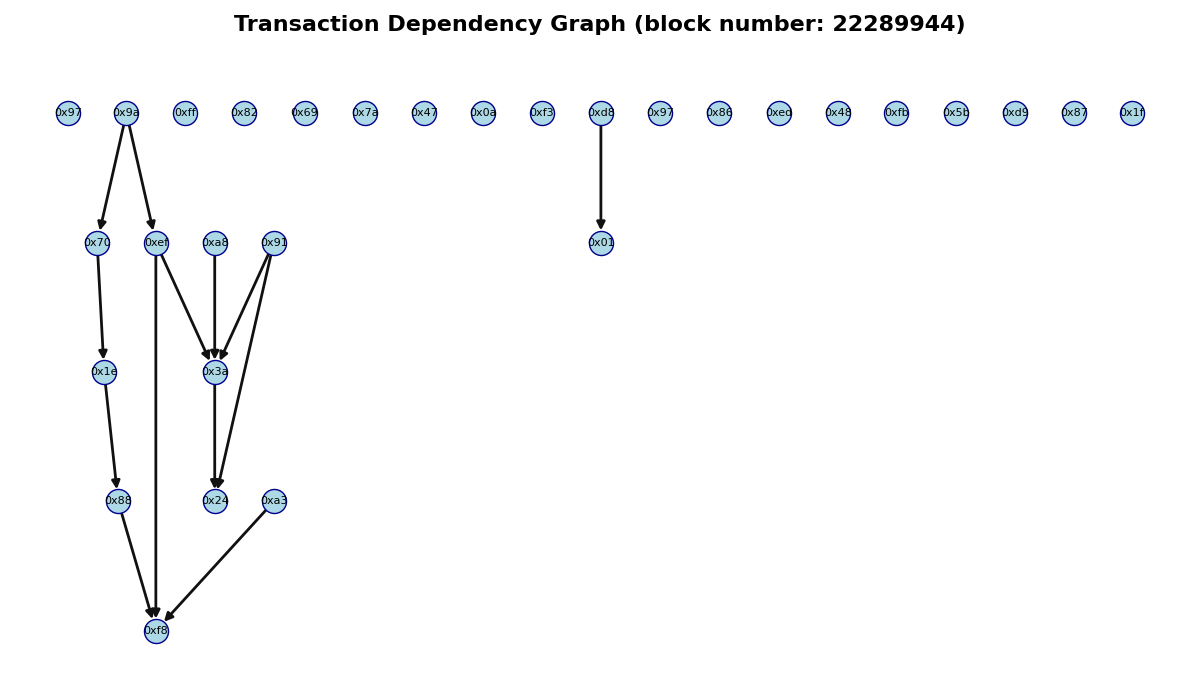 Transaction Dependency Graph (block number: 22289944)
0x97 0x9a 0xff 0x82 0x69 0x7a 0x47 0x0a 0xf3 0xd8 0x97 0x86 0xed 0x48 0xfb 0x5b 0xd9 0x87 0x1f
0x70 0xef 0xa8 0x91 0x01
0x1e 0x3a
0x88 0x24 0xa3
0xf8